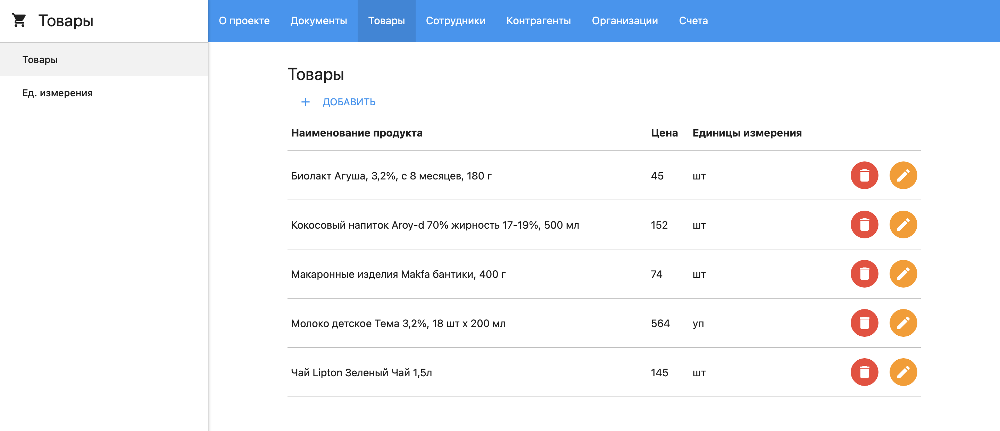 Товары
О проекте Документы Товары Сотрудники Контрагенты Организации Счета
Товары
Ед. измерения
Товары
+ ДОБАВИТЬ
Наименование продукта Цена Единицы измерения
Биолакт Агуша, 3,2%, с 8 месяцев, 180 г 45 шт
Кокосовый напиток Aroy-d 70% жирность 17-19%, 500 мл 152 шт
Макаронные изделия Makfa бантики, 400 г 74 шт
Молоко детское Тема 3,2%, 18 шт х 200 мл 564 уп
Чай Lipton Зеленый Чай 1,5л 145 шт